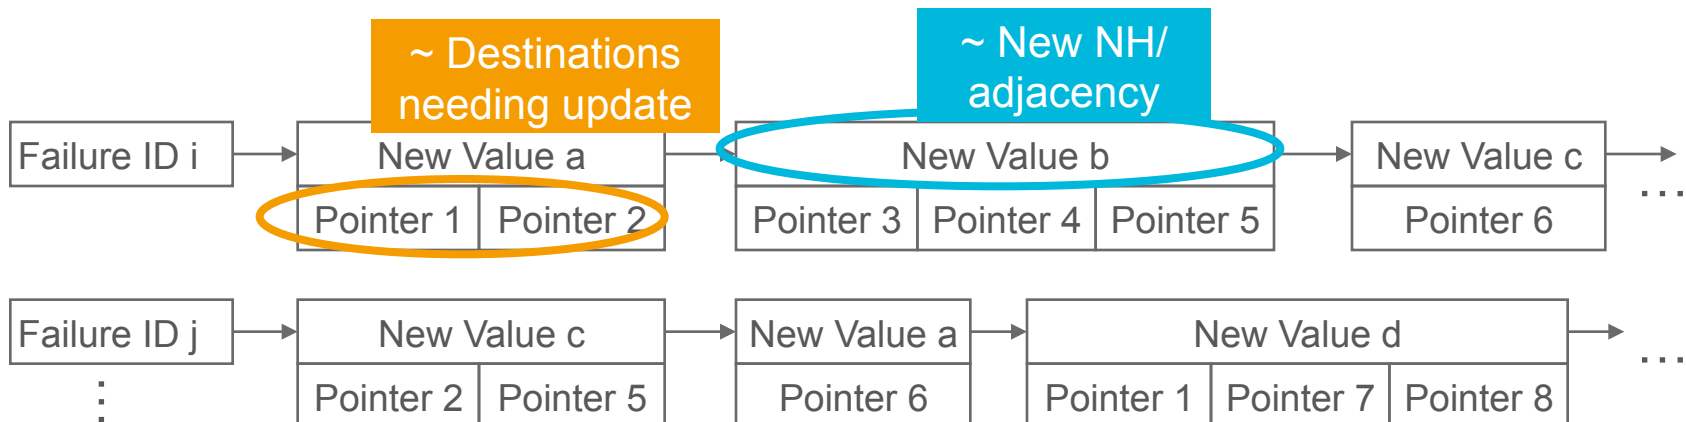 ~ Destinations
needing update
~ New NH/
adjacency
Failure ID i
New Value a
New Value b
New Value c
...
Pointer 1
Pointer 2
Pointer 3
Pointer 4
Pointer 5
Pointer 6
Failure ID j
New Value c
New Value a
New Value d
...
Pointer 2
Pointer 5
Pointer 6
Pointer 1
Pointer 7
Pointer 8